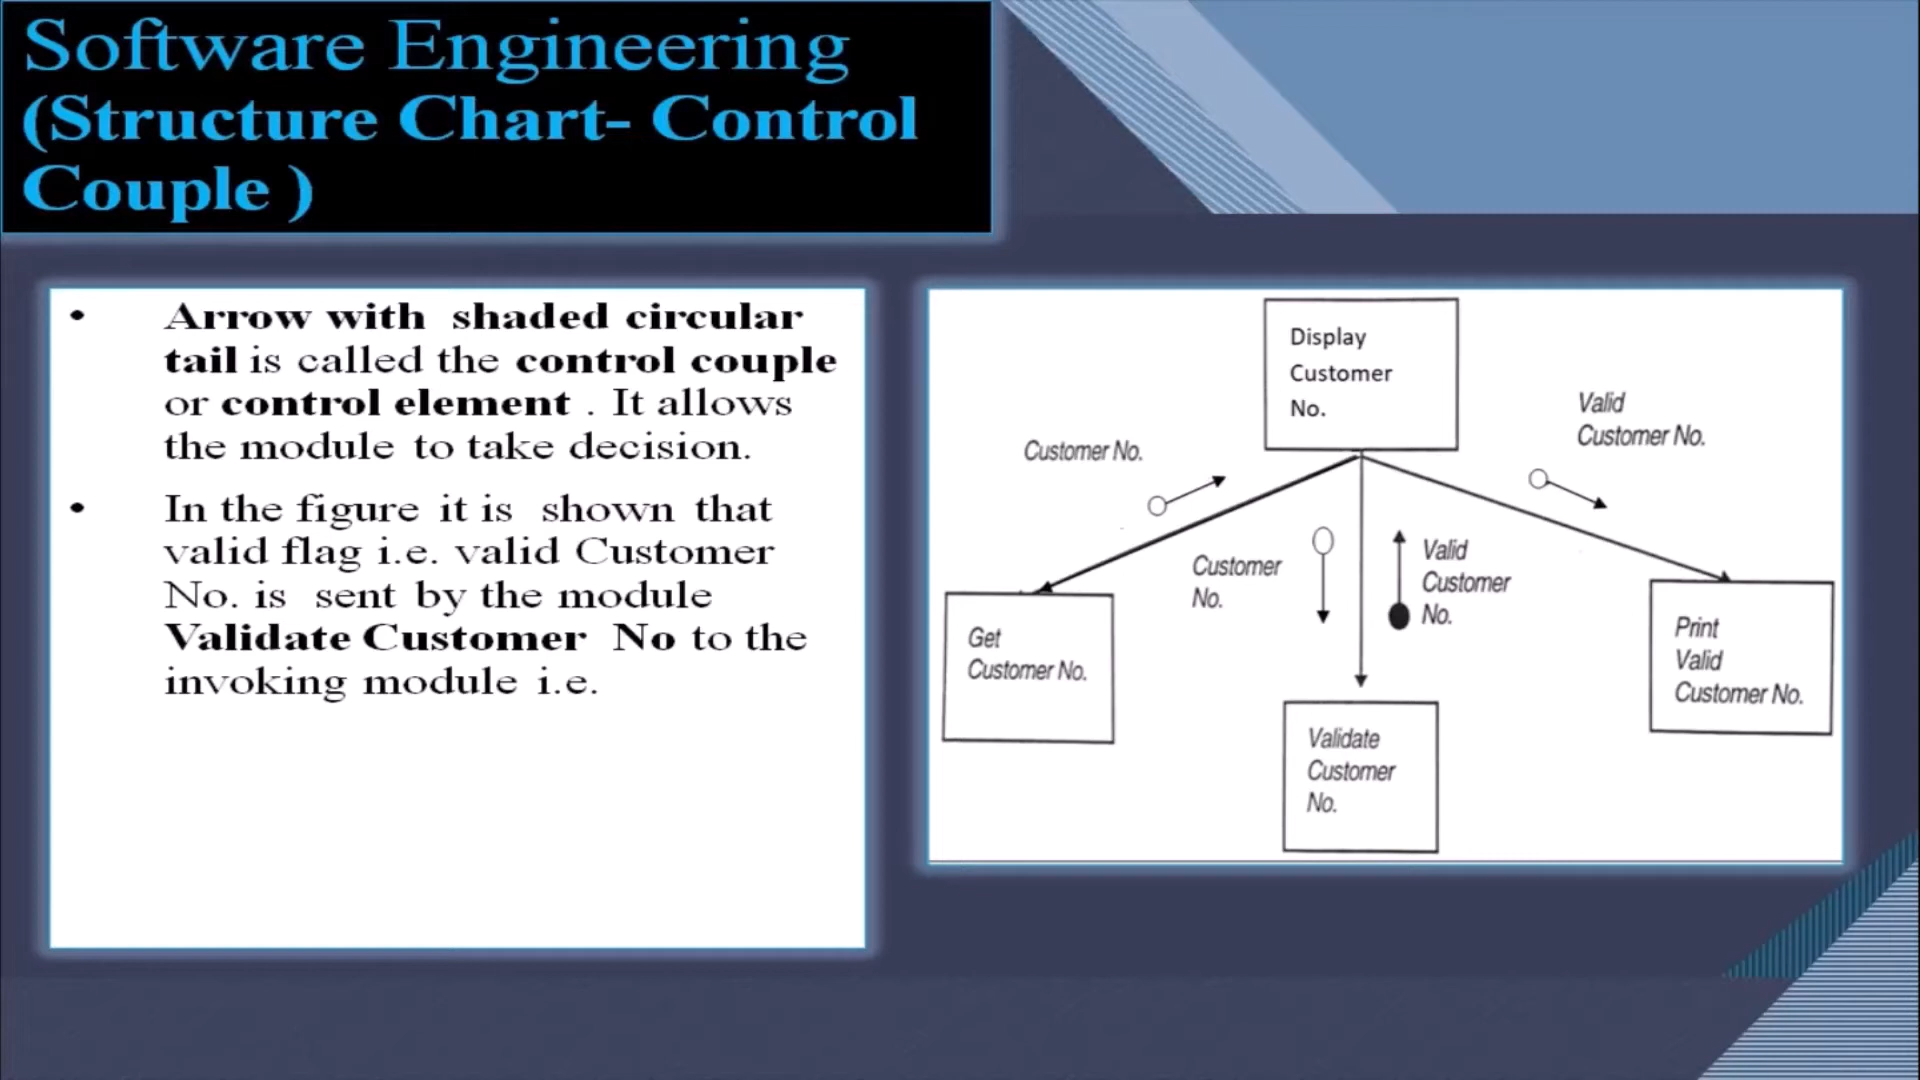 Software Engineering
(Structure Chart- Control
Couple )
• Arrow with shaded circular
tail is called the control couple
or control element . It allows
the module to take decision.
• In the figure it is shown that
valid flag i.e. valid Customer
No. is sent by the module
Validate Customer No to the
invoking module i.e.
Display
Customer
No.
Customer No.
Valid
Customer No.
Customer
No.
Valid
Customer
No.
Get
Customer No.
Validate
Customer
No.
Print
Valid
Customer No.